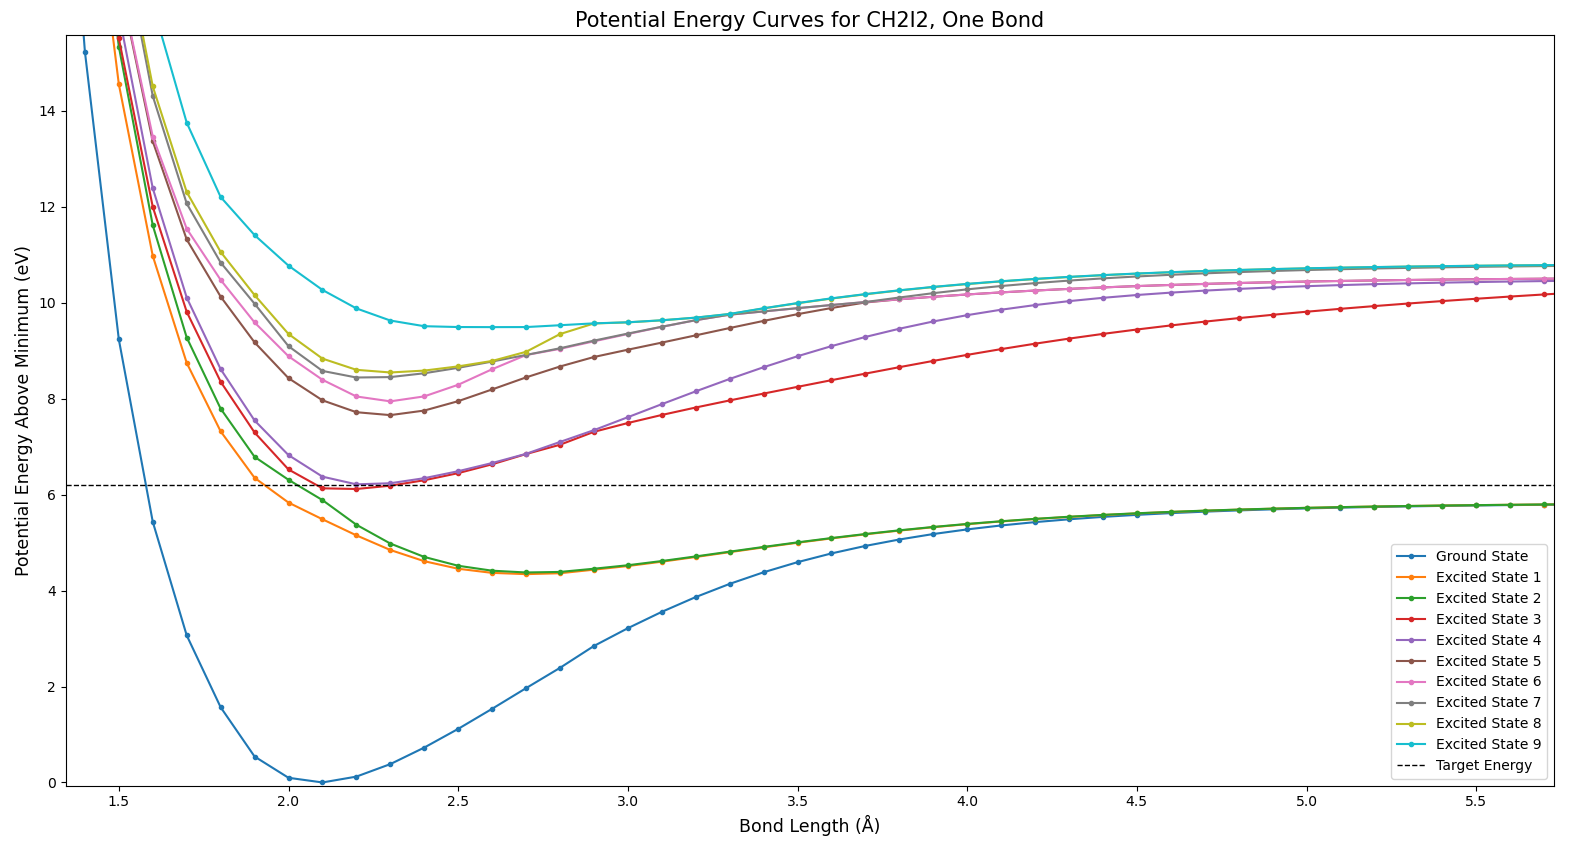 Potential Energy Curves for CH2I2, One Bond
Potential Energy Above Minimum (eV)
14
12
10
8
6
4
2
0
1.5
2.0
2.5
3.0
3.5
4.0
4.5
5.0
5.5
Bond Length (Å)
Ground State
Excited State 1
Excited State 2
Excited State 3
Excited State 4
Excited State 5
Excited State 6
Excited State 7
Excited State 8
Excited State 9
Target Energy